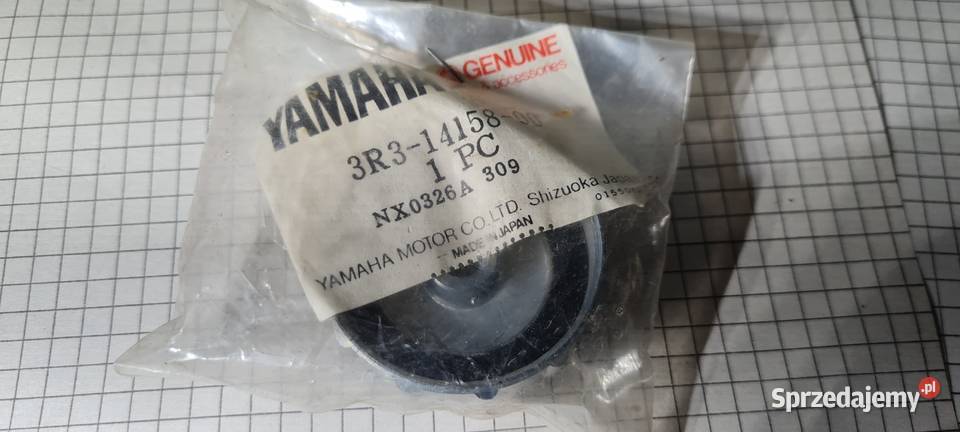 YAMAHA GENUINE
accessories
3R3-14158-00
1 PC
NX0326A 309
YAMAHA MOTOR CO.LTD. Shizuoka Japan
MADE IN JAPAN
Sprzedajemy.pl